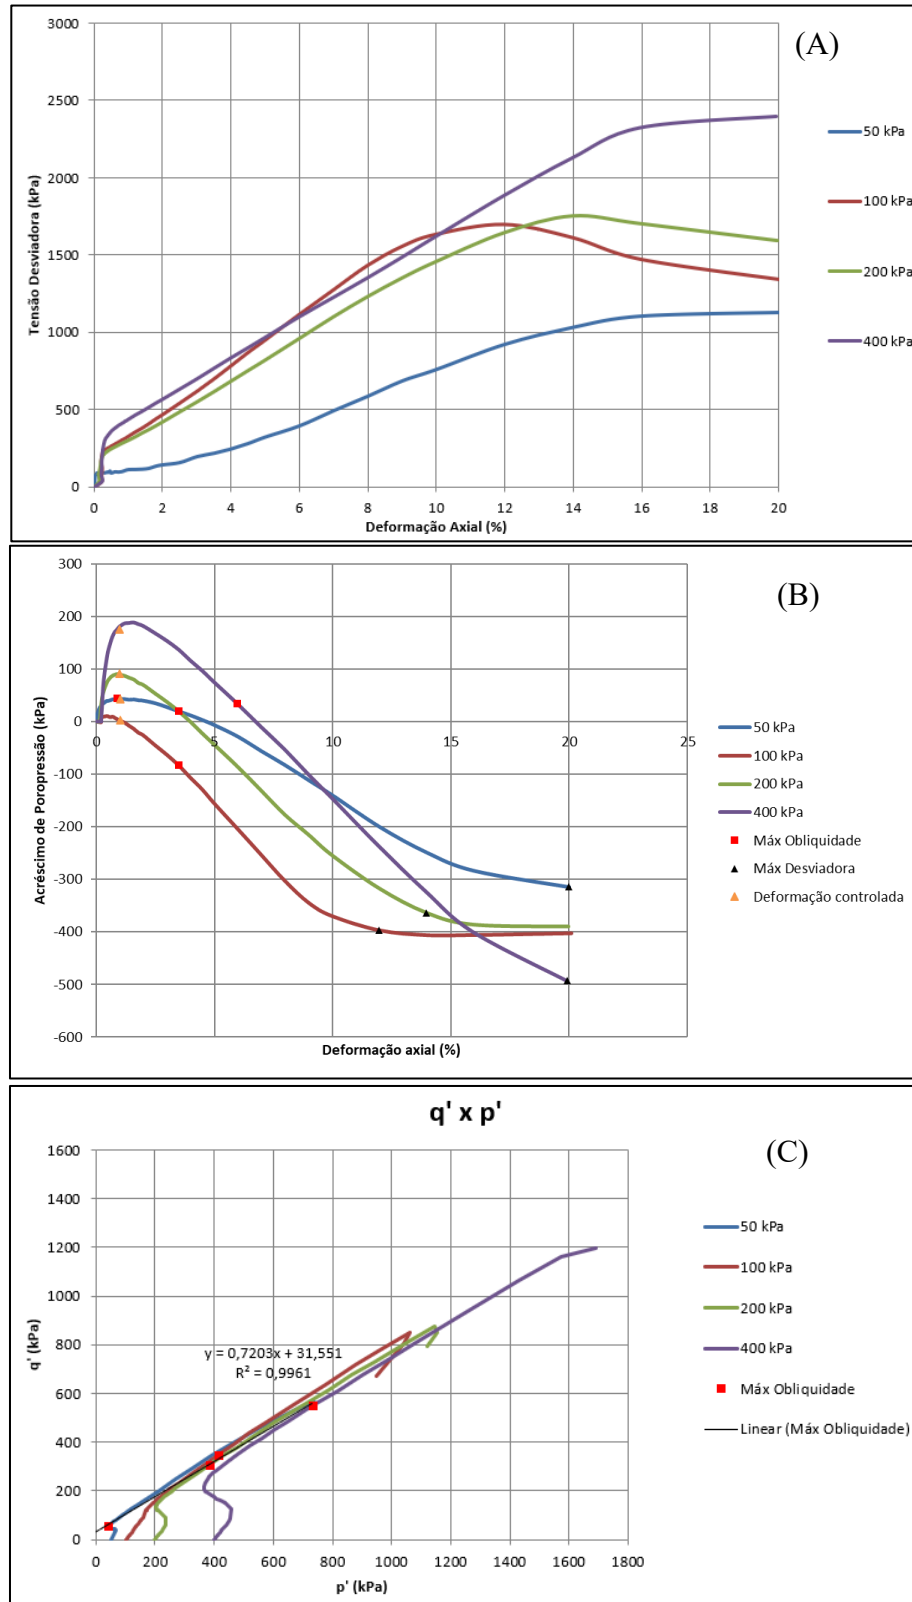 (A)
3000
2500
2000
1500
1000
500
0
Tensão Desviadora (kPa)
0 2 4 6 8 10 12 14 16 18 20
Deformação Axial (%)
50 kPa
100 kPa
200 kPa
400 kPa
(B)
300
200
100
0
-100
-200
-300
-400
-500
-600
Acréscimo de Poropressão (kPa)
0 5 10 15 20 25
Deformação axial (%)
50 kPa
100 kPa
200 kPa
400 kPa
Máx Obliquidade
Máx Desviadora
Deformação controlada
q' x p'
(C)
1600
1400
1200
1000
800
600
400
200
0
q' (kPa)
y = 0,7203x + 31,551
R² = 0,9961
0 200 400 600 800 1000 1200 1400 1600 1800
p' (kPa)
50 kPa
100 kPa
200 kPa
400 kPa
Máx Obliquidade
Linear (Máx Obliquidade)